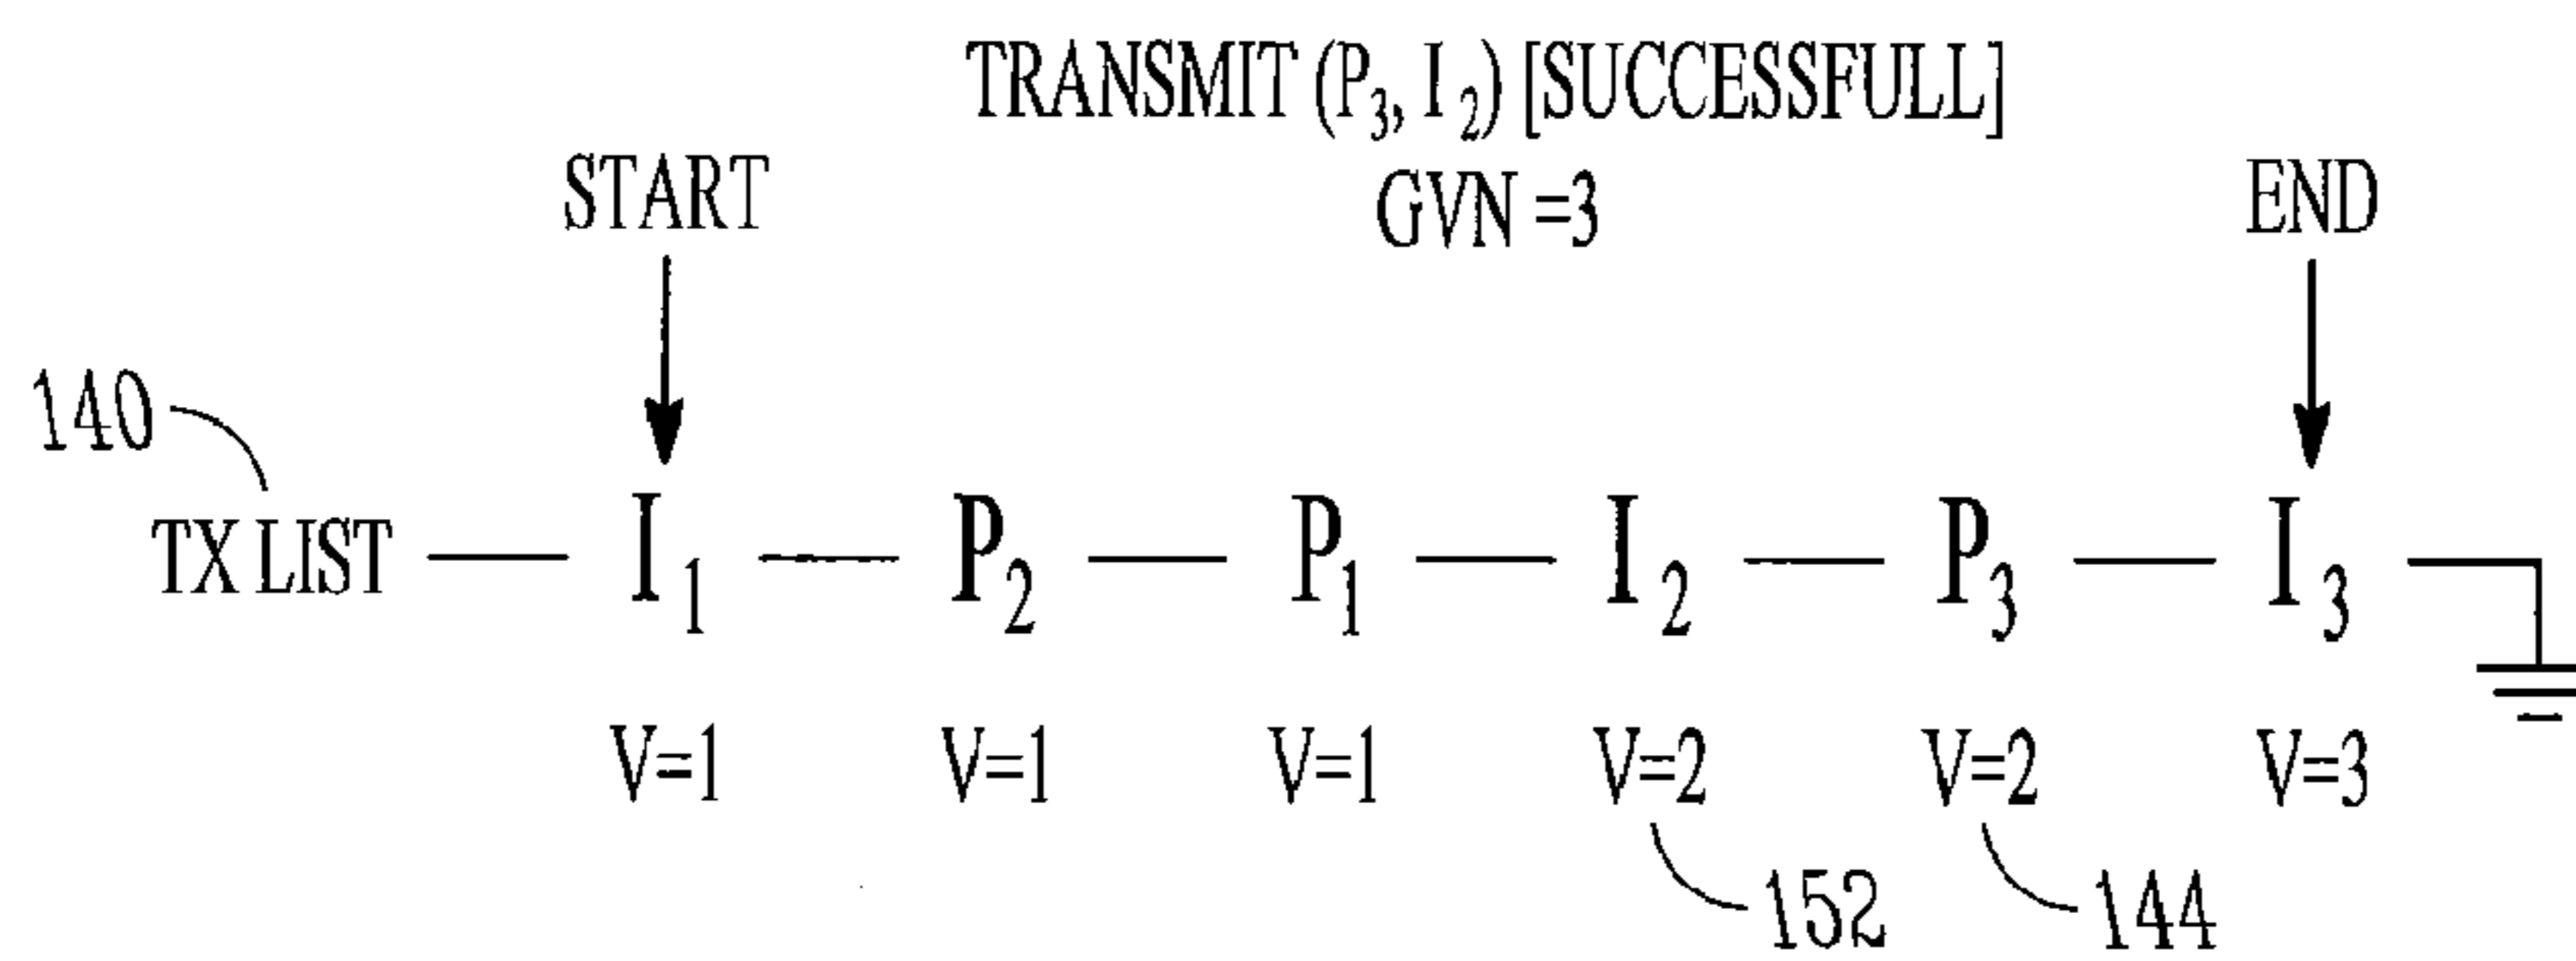 TRANSMIT (P₃, I₂) [SUCCESSFULL]
START GVN =3 END
140
TX LIST I₁ P₂ P₁ I₂ P₃ I₃
V=1 V=1 V=1 V=2 V=2 V=3
152 144